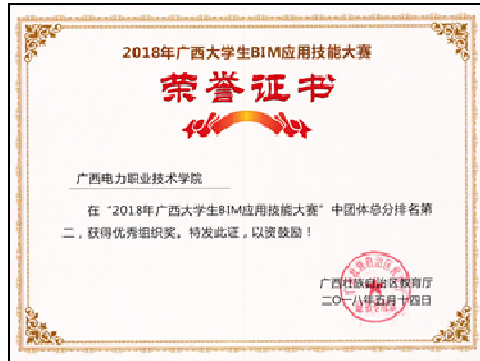 2018年广西大学生BIM应用技能大赛
荣誉证书
广西电力职业技术学院
在“2018年广西大学生BIM应用技能大赛”中团体总分排名第
二，获得优秀组织奖。特发此证，以资鼓励！
广西壮族自治区教育厅
二〇一八年五月十四日